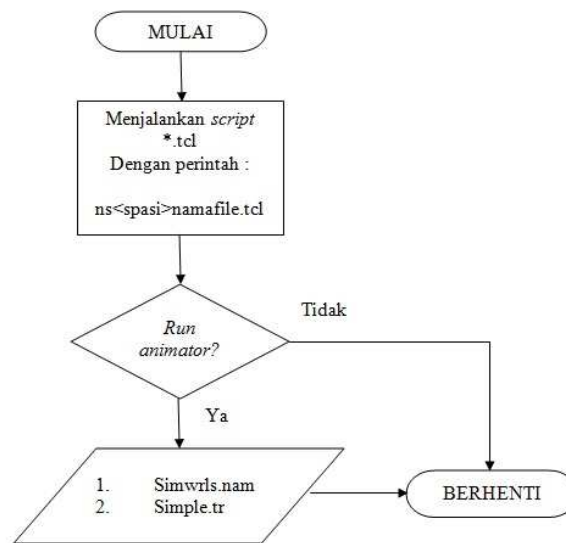 MULAI
Menjalankan script
*.tcl
Dengan perintah :
ns<spasi>namafile.tcl
Run
animator?
Tidak
Ya
1. Simwrls.nam
2. Simple.tr
BERHENTI